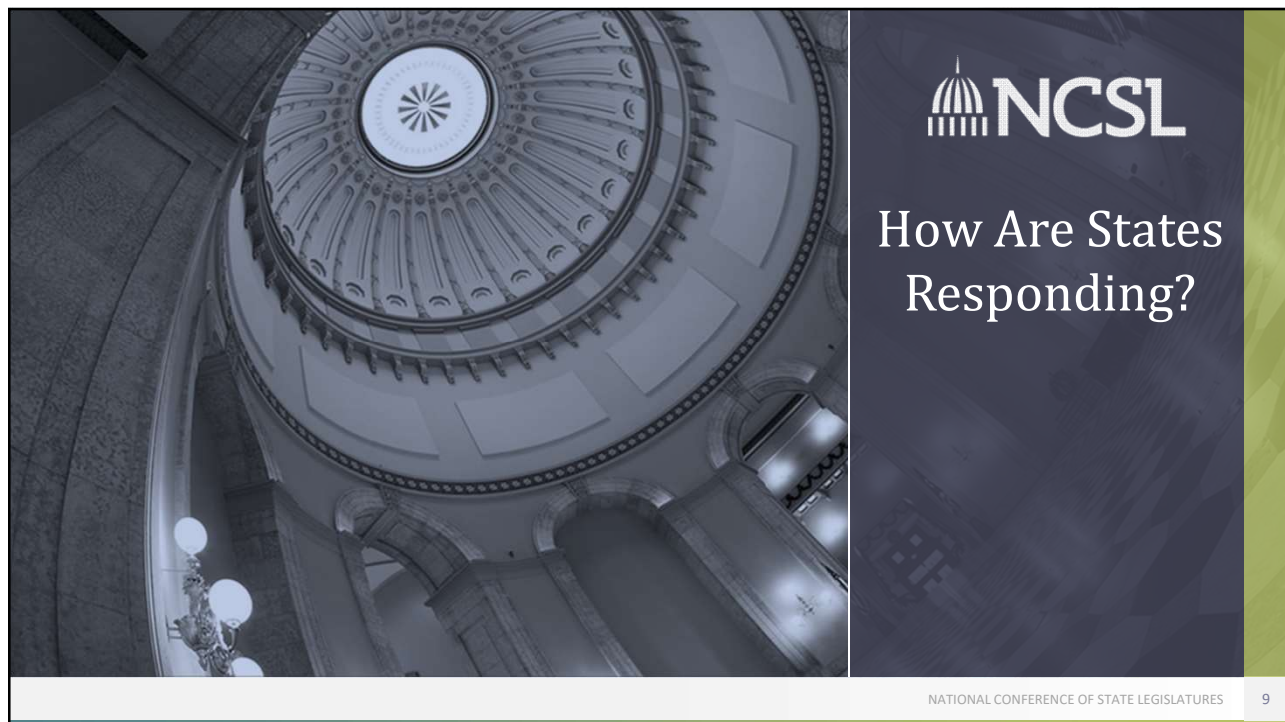 NCSL
How Are States
Responding?
NATIONAL CONFERENCE OF STATE LEGISLATURES 9